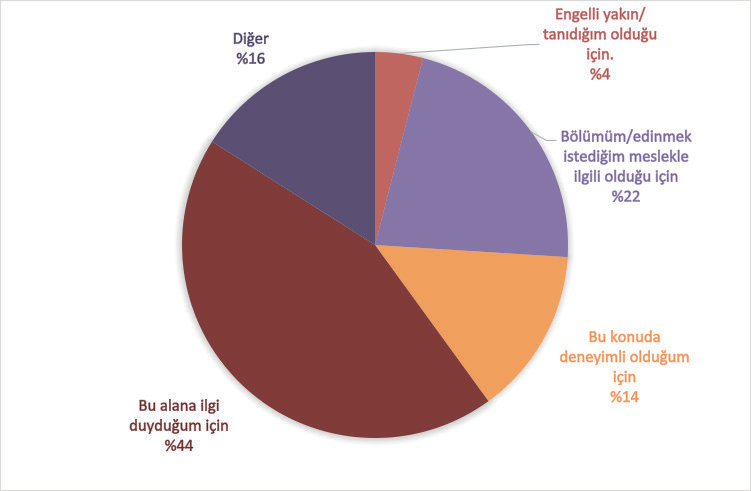 Engelli yakın/
tanıdığım olduğu
için.
%4
Diğer
%16
Bölümüm/edinmek
istediğim meslekle
ilgili olduğu için
%22
Bu konuda
deneyimli olduğum
için
%14
Bu alana ilgi
duyduğum için
%44